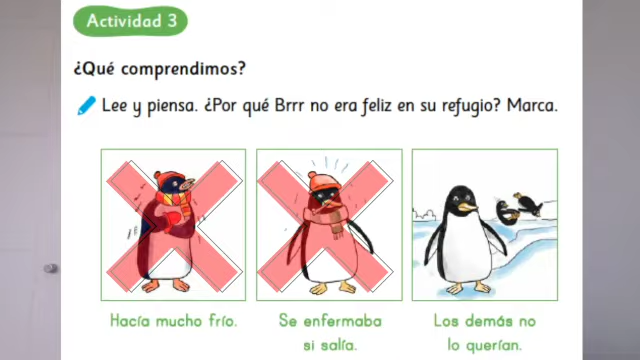 Actividad 3
¿Qué comprendimos?
Lee y piensa. ¿Por qué Brrr no era feliz en su refugio? Marca.
Hacía mucho frío.
Se enfermaba
si salía.
Los demás no
lo querían.